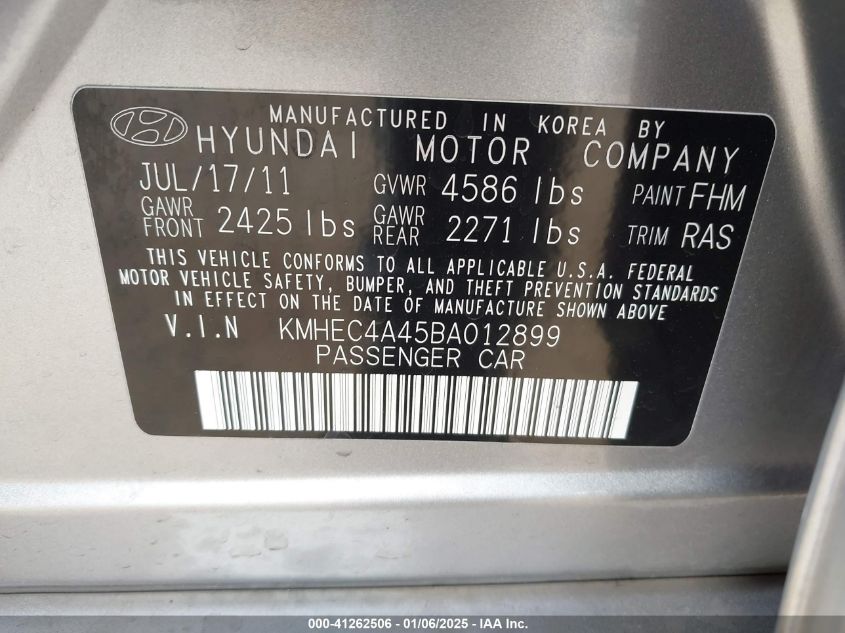 MANUFACTURED IN KOREA BY
HYUNDAI MOTOR COMPANY
JUL/17/11 GVWR 4586 lbs PAINT FHM
GAWR FRONT 2425 lbs GAWR REAR 2271 lbs TRIM RAS
THIS VEHICLE CONFORMS TO ALL APPLICABLE U.S.A. FEDERAL
MOTOR VEHICLE SAFETY, BUMPER, AND THEFT PREVENTION STANDARDS
IN EFFECT ON THE DATE OF MANUFACTURE SHOWN ABOVE
V.I.N KMHEC4A45BA012899
PASSENGER CAR
000-41262506 - 01/06/2025 - IAA Inc.